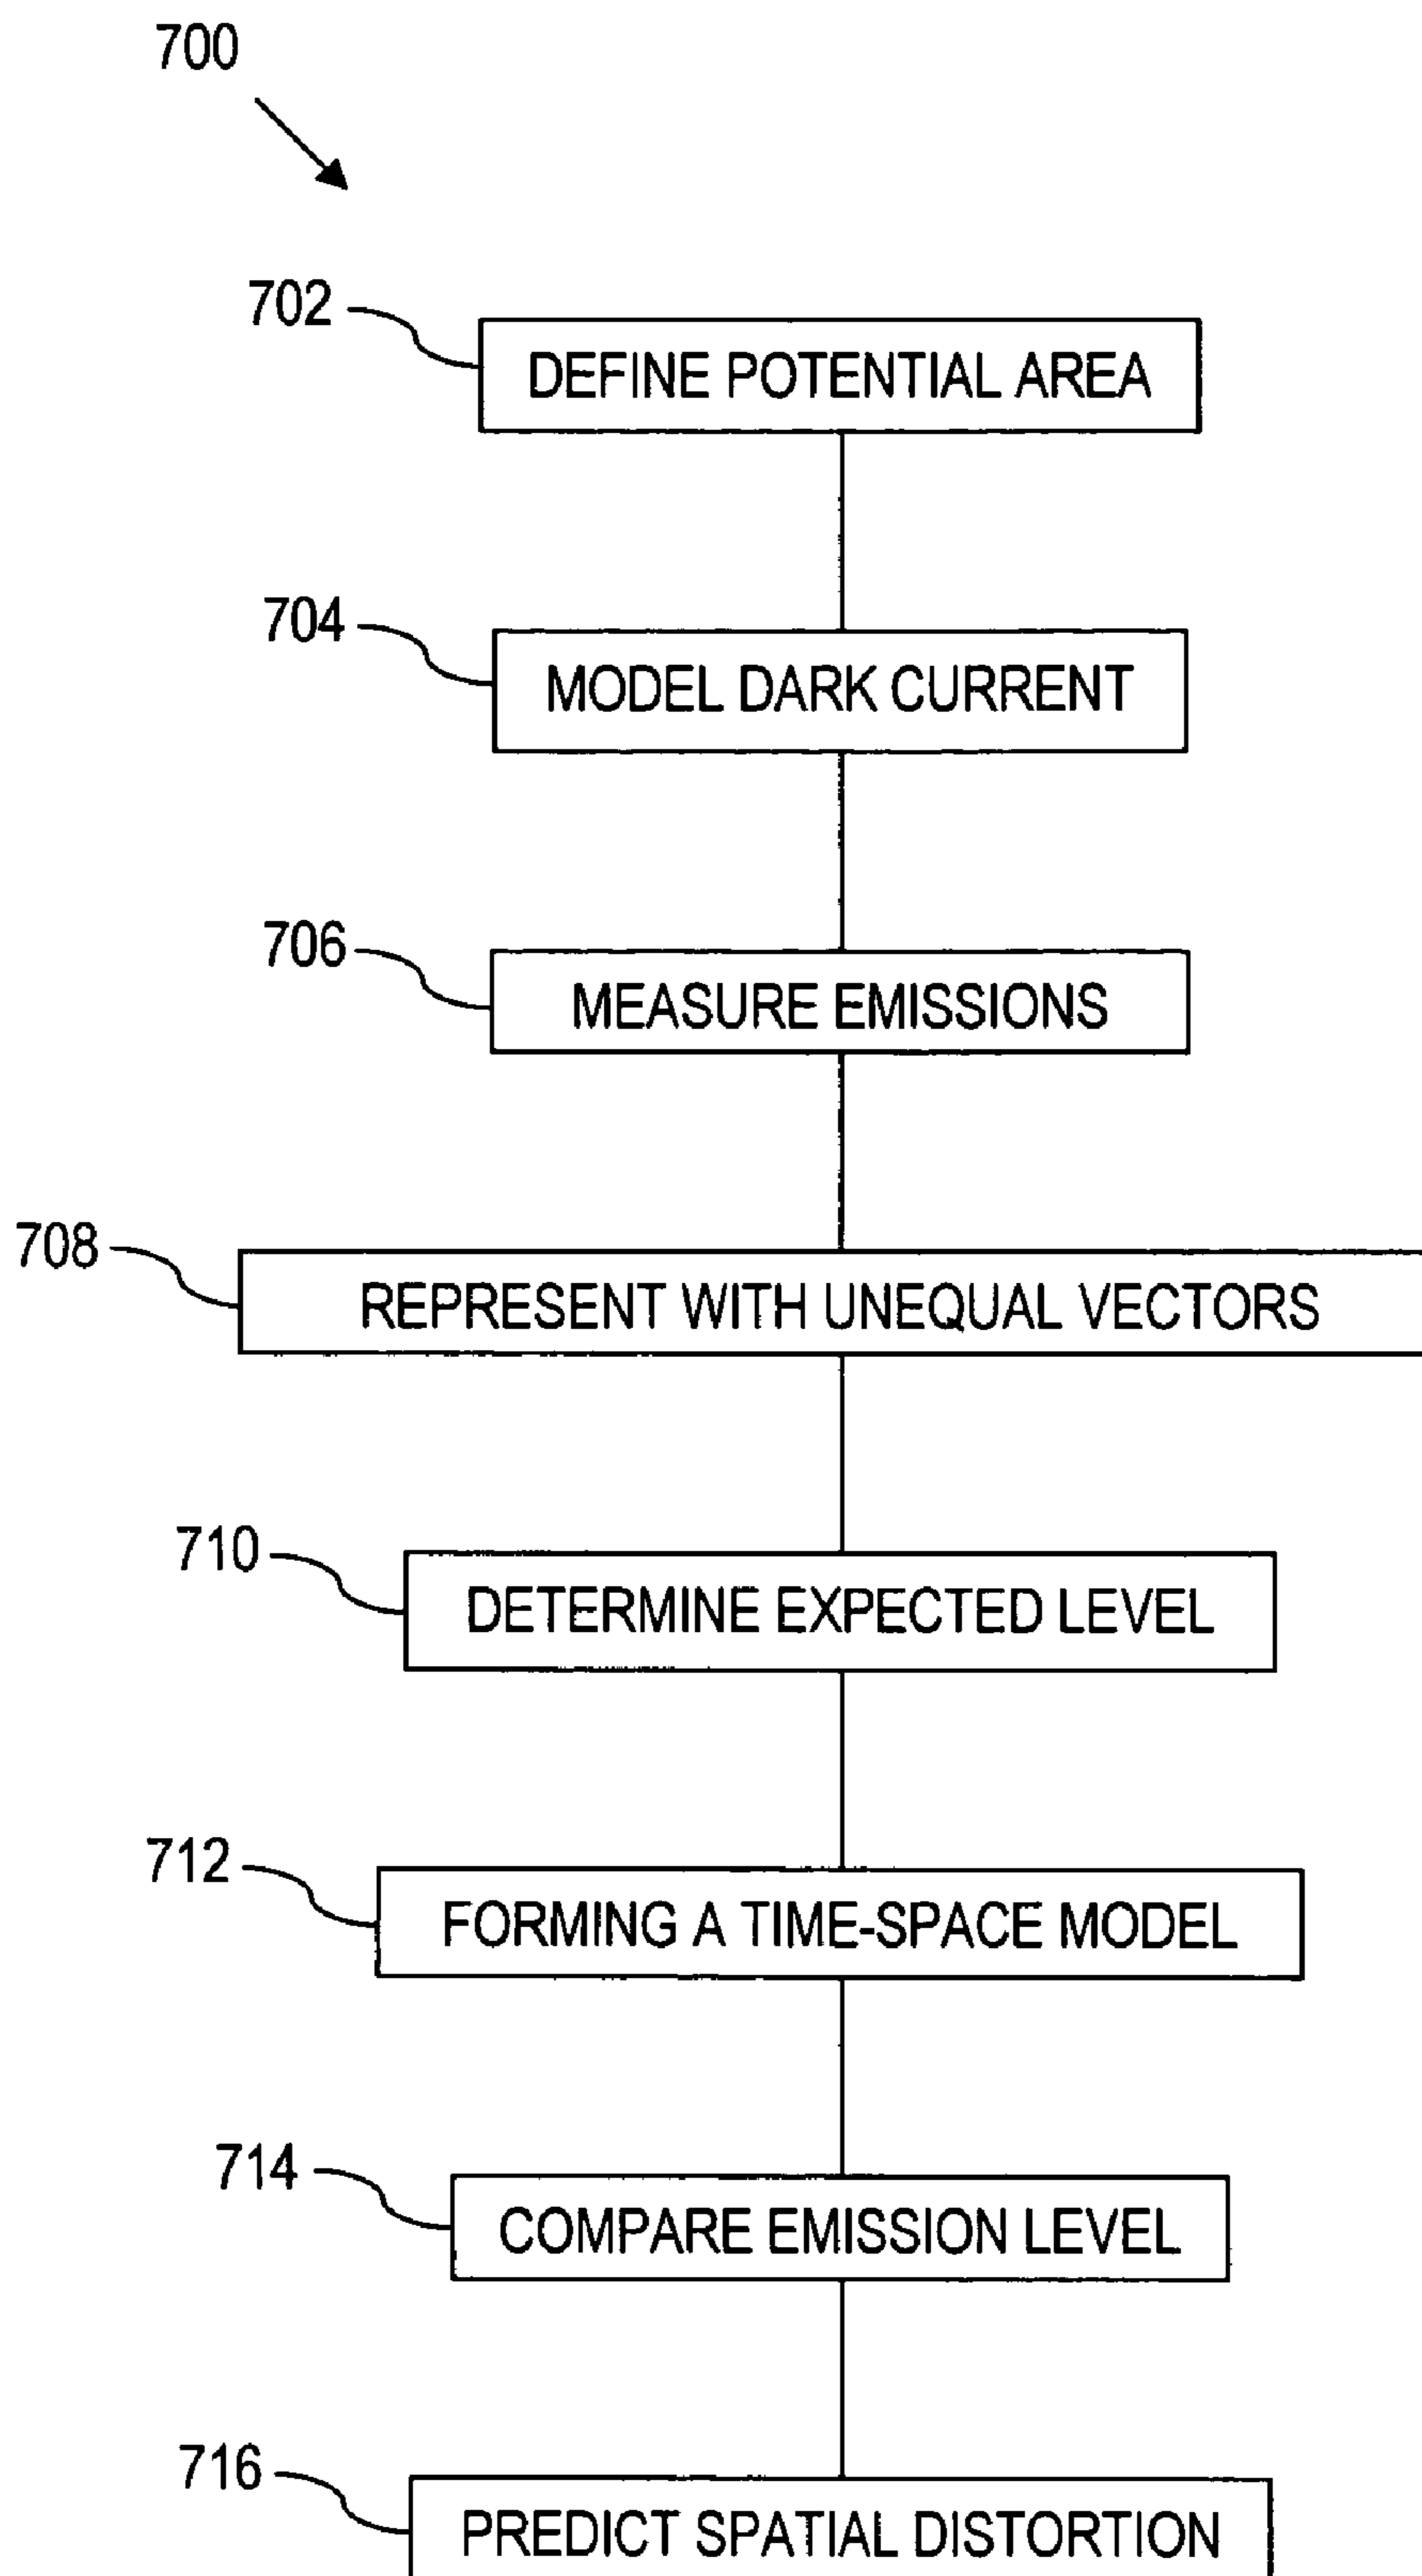 700
702
DEFINE POTENTIAL AREA
704
MODEL DARK CURRENT
706
MEASURE EMISSIONS
708
REPRESENT WITH UNEQUAL VECTORS
710
DETERMINE EXPECTED LEVEL
712
FORMING A TIME-SPACE MODEL
714
COMPARE EMISSION LEVEL
716
PREDICT SPATIAL DISTORTION